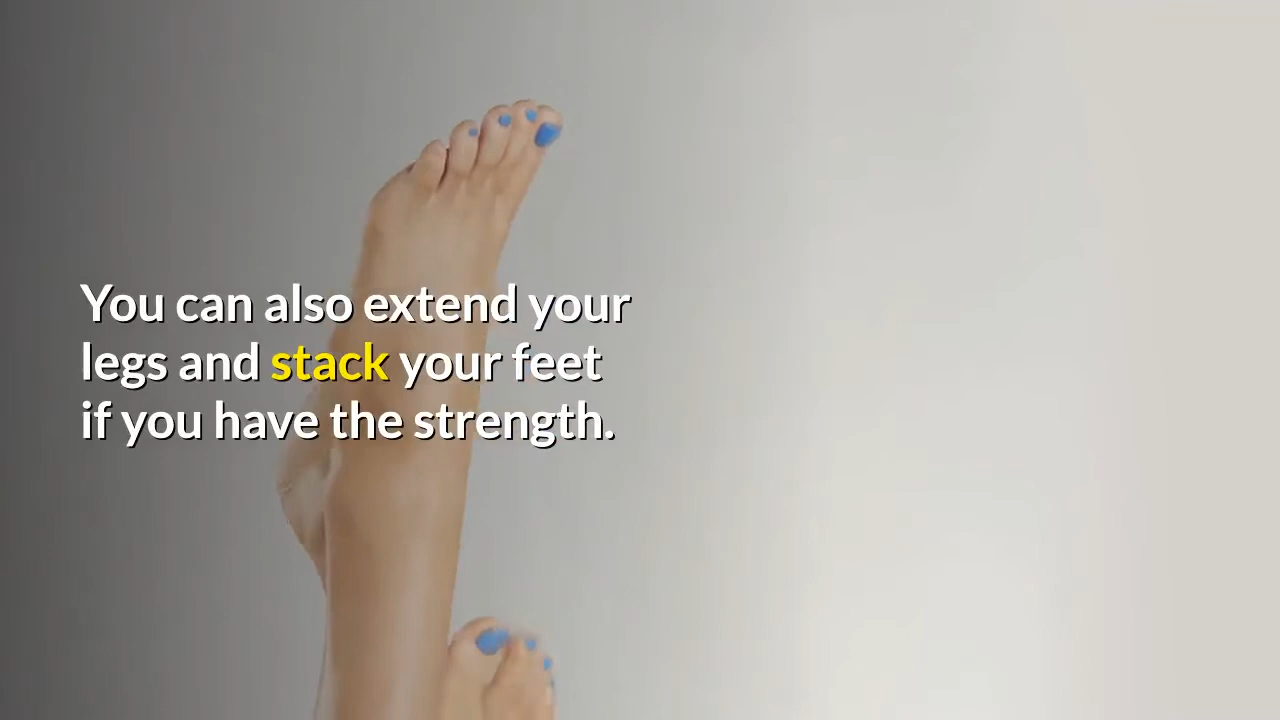 You can also extend your
legs and stack your feet
if you have the strength.